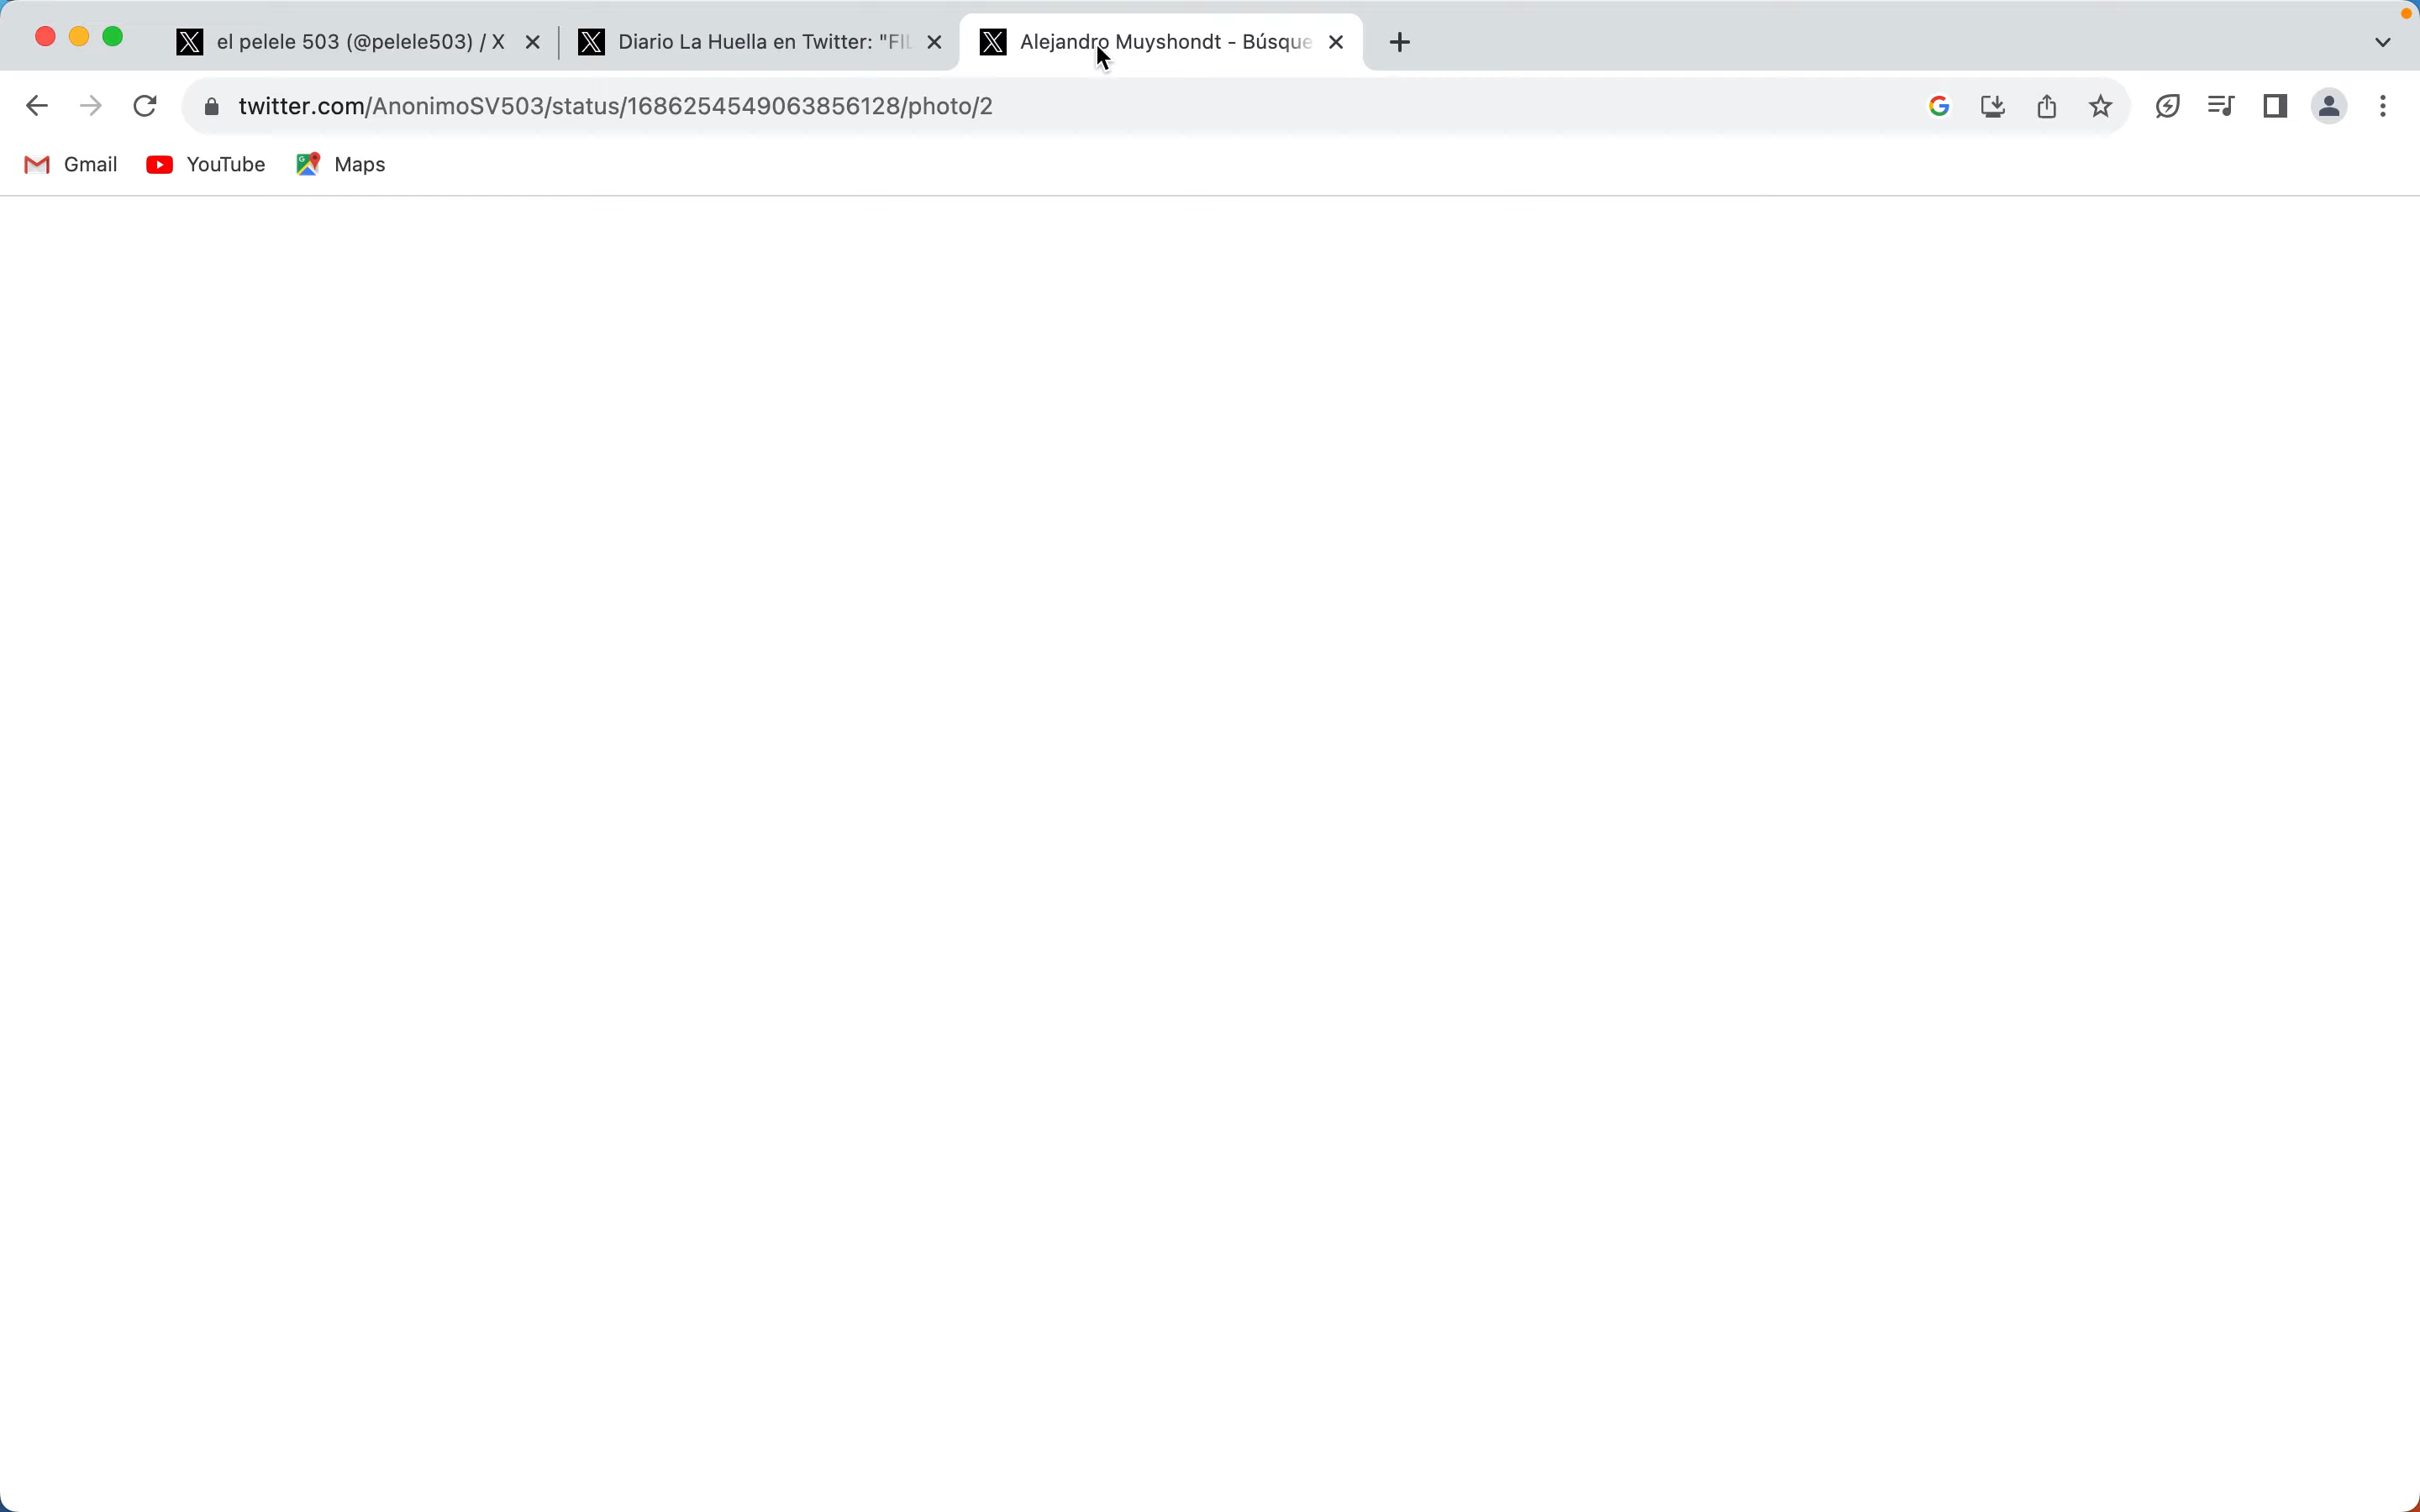 el pelele 503 (@pelele503) / X
Diario La Huella en Twitter: "FIL
Alejandro Muyshondt - Búsque
twitter.com/AnonimoSV503/status/1686254549063856128/photo/2
Gmail
YouTube
Maps